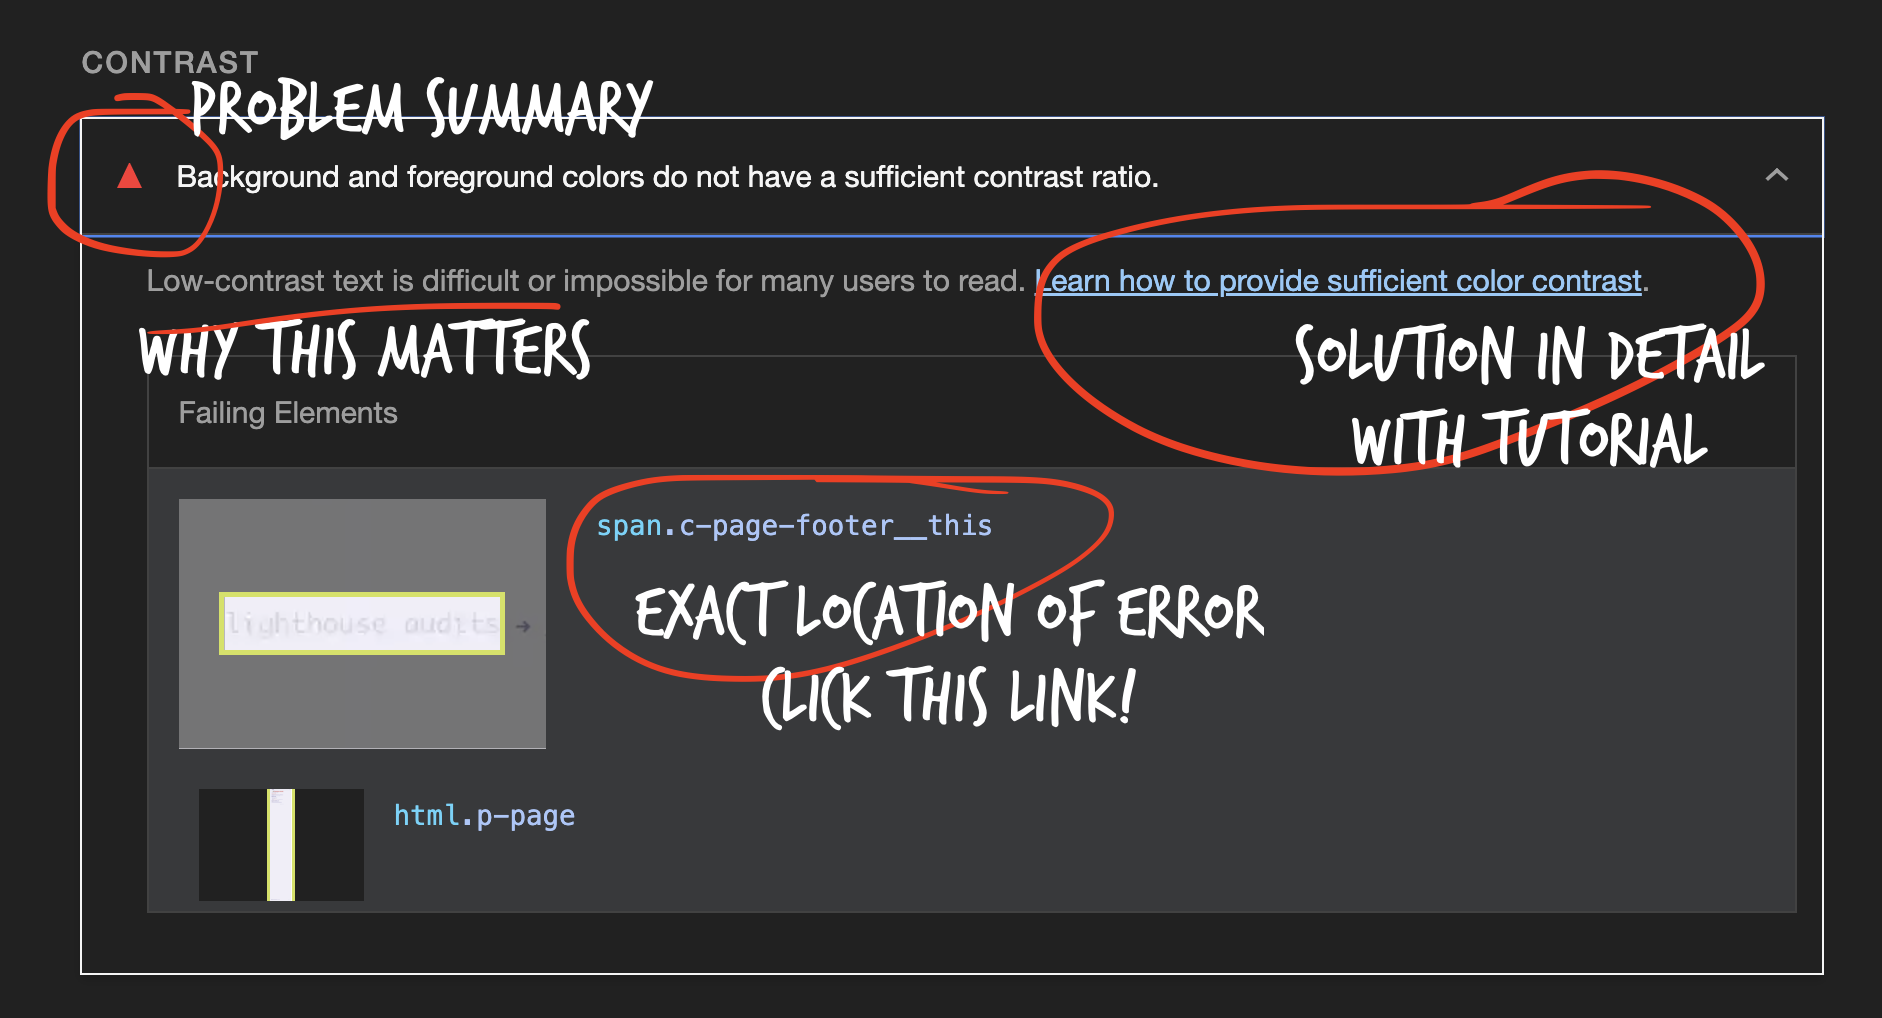 CONTRAST
PROBLEM SUMMARY
Background and foreground colors do not have a sufficient contrast ratio.
Low-contrast text is difficult or impossible for many users to read. Learn how to provide sufficient color contrast.
WHY THIS MATTERS
SOLUTION IN DETAIL
WITH TUTORIAL
Failing Elements
span.c-page-footer__this
lighthouse audits →
EXACT LOCATION OF ERROR
CLICK THIS LINK!
html.p-page